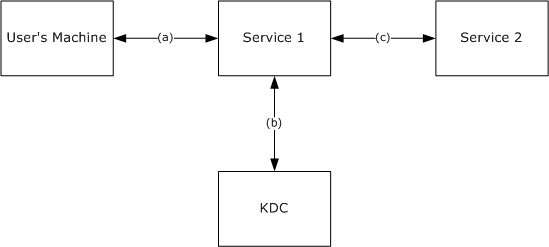 User's Machine
(a)
Service 1
(c)
Service 2
(b)
KDC